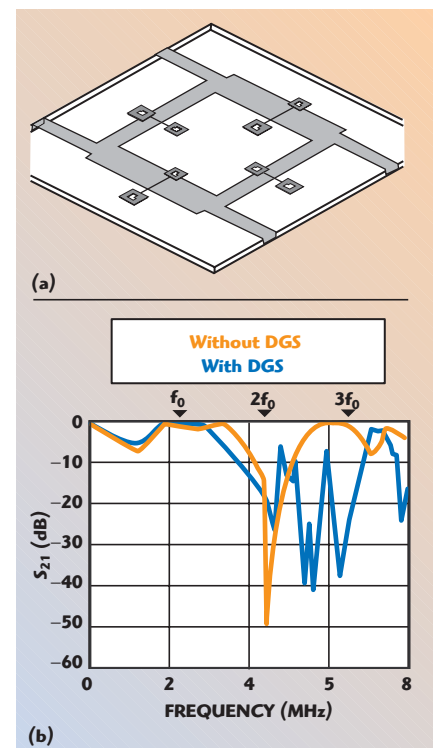 (a)
Without DGS
With DGS
f₀ 2f₀ 3f₀
0
–10
–20
–30
–40
–50
–60
S₂₁ (dB)
0 2 4 5 8
FREQUENCY (MHz)
(b)